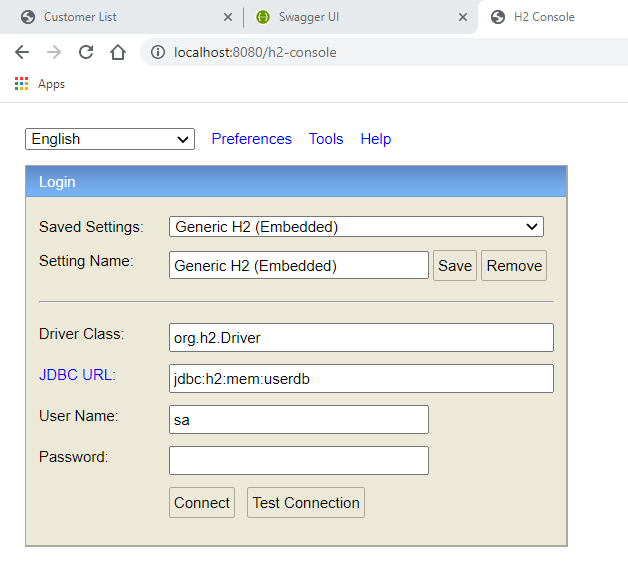 Customer List
Swagger UI
H2 Console
localhost:8080/h2-console
Apps
English Preferences Tools Help
Login
Saved Settings: Generic H2 (Embedded)
Setting Name: Generic H2 (Embedded) Save Remove
Driver Class: org.h2.Driver
JDBC URL: jdbc:h2:mem:userdb
User Name: sa
Password:
Connect Test Connection